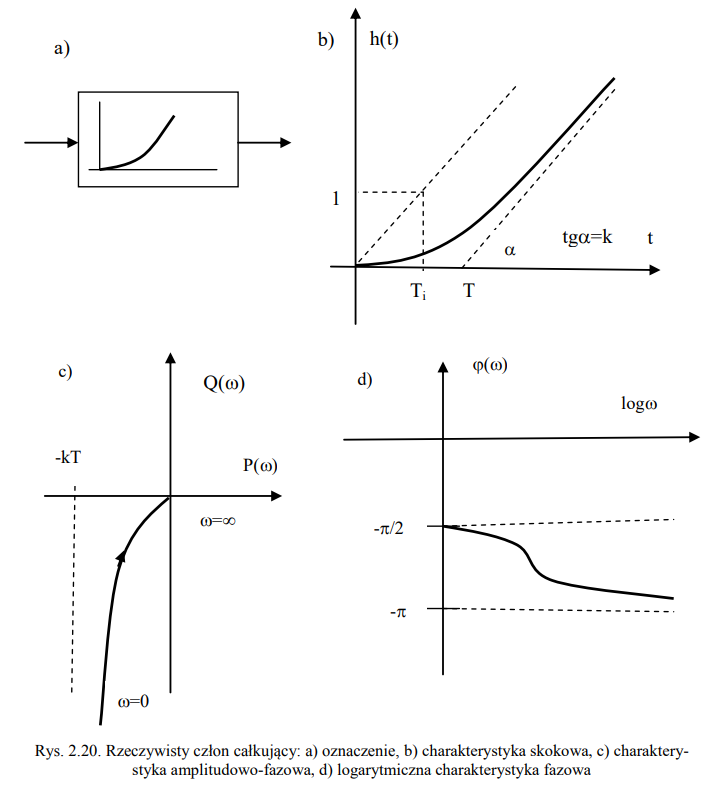 a)
b)
h(t)
1
α
tgα=k
t
Tᵢ
T
c)
Q(ω)
-kT
P(ω)
ω=∞
ω=0
d)
φ(ω)
logω
-π/2
-π
Rys. 2.20. Rzeczywisty człon całkujący: a) oznaczenie, b) charakterystyka skokowa, c) charaktery-
styka amplitudowo-fazowa, d) logarytmiczna charakterystyka fazowa